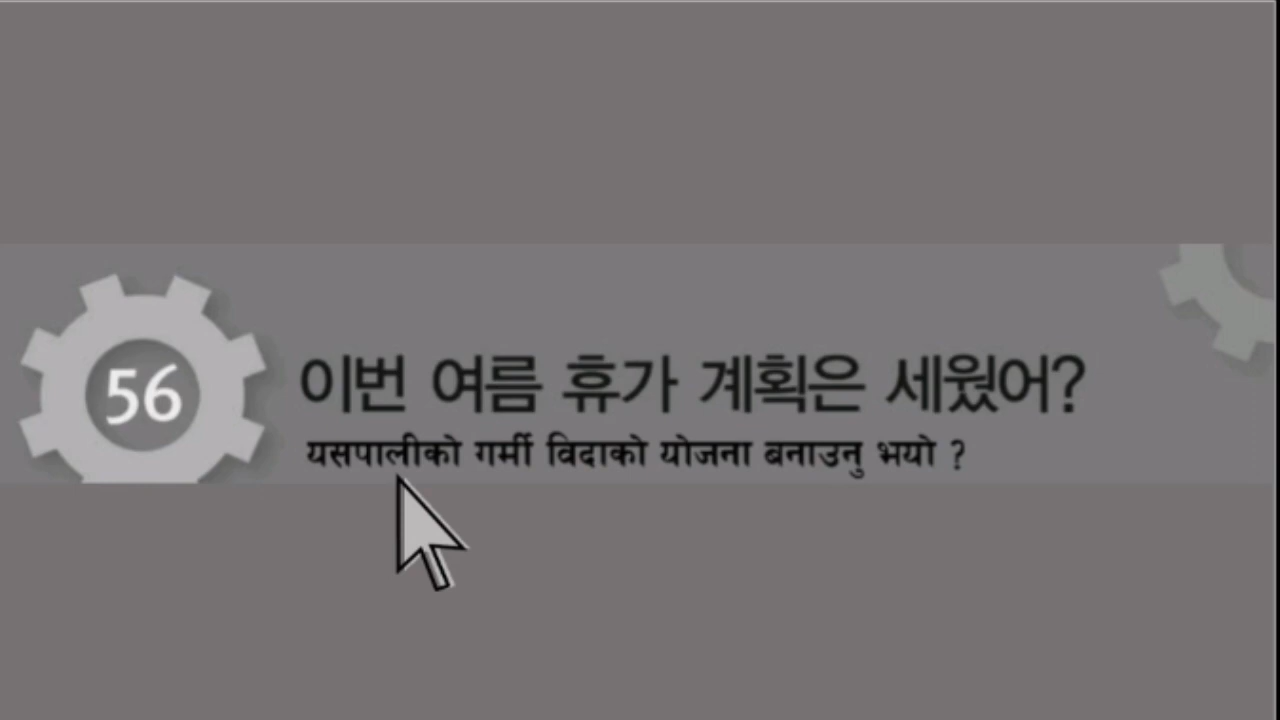 56
이번 여름 휴가 계획은 세웠어?
यसपालीको गर्मी विदाको योजना बनाउनु भयो ?